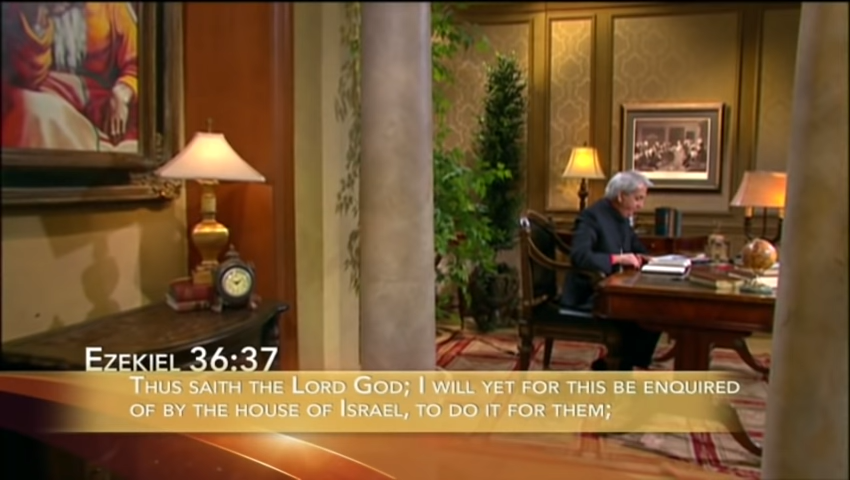 Ezekiel 36:37
Thus saith the Lord God; I will yet for this be enquired
of by the house of Israel, to do it for them;